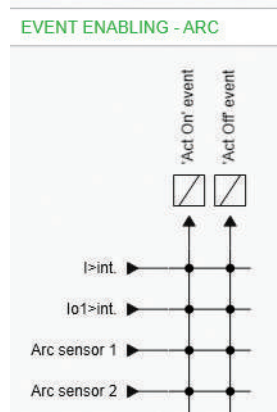 EVENT ENABLING - ARC
'Act On' event
'Act Off' event
I>int.
Io1>int.
Arc sensor 1
Arc sensor 2